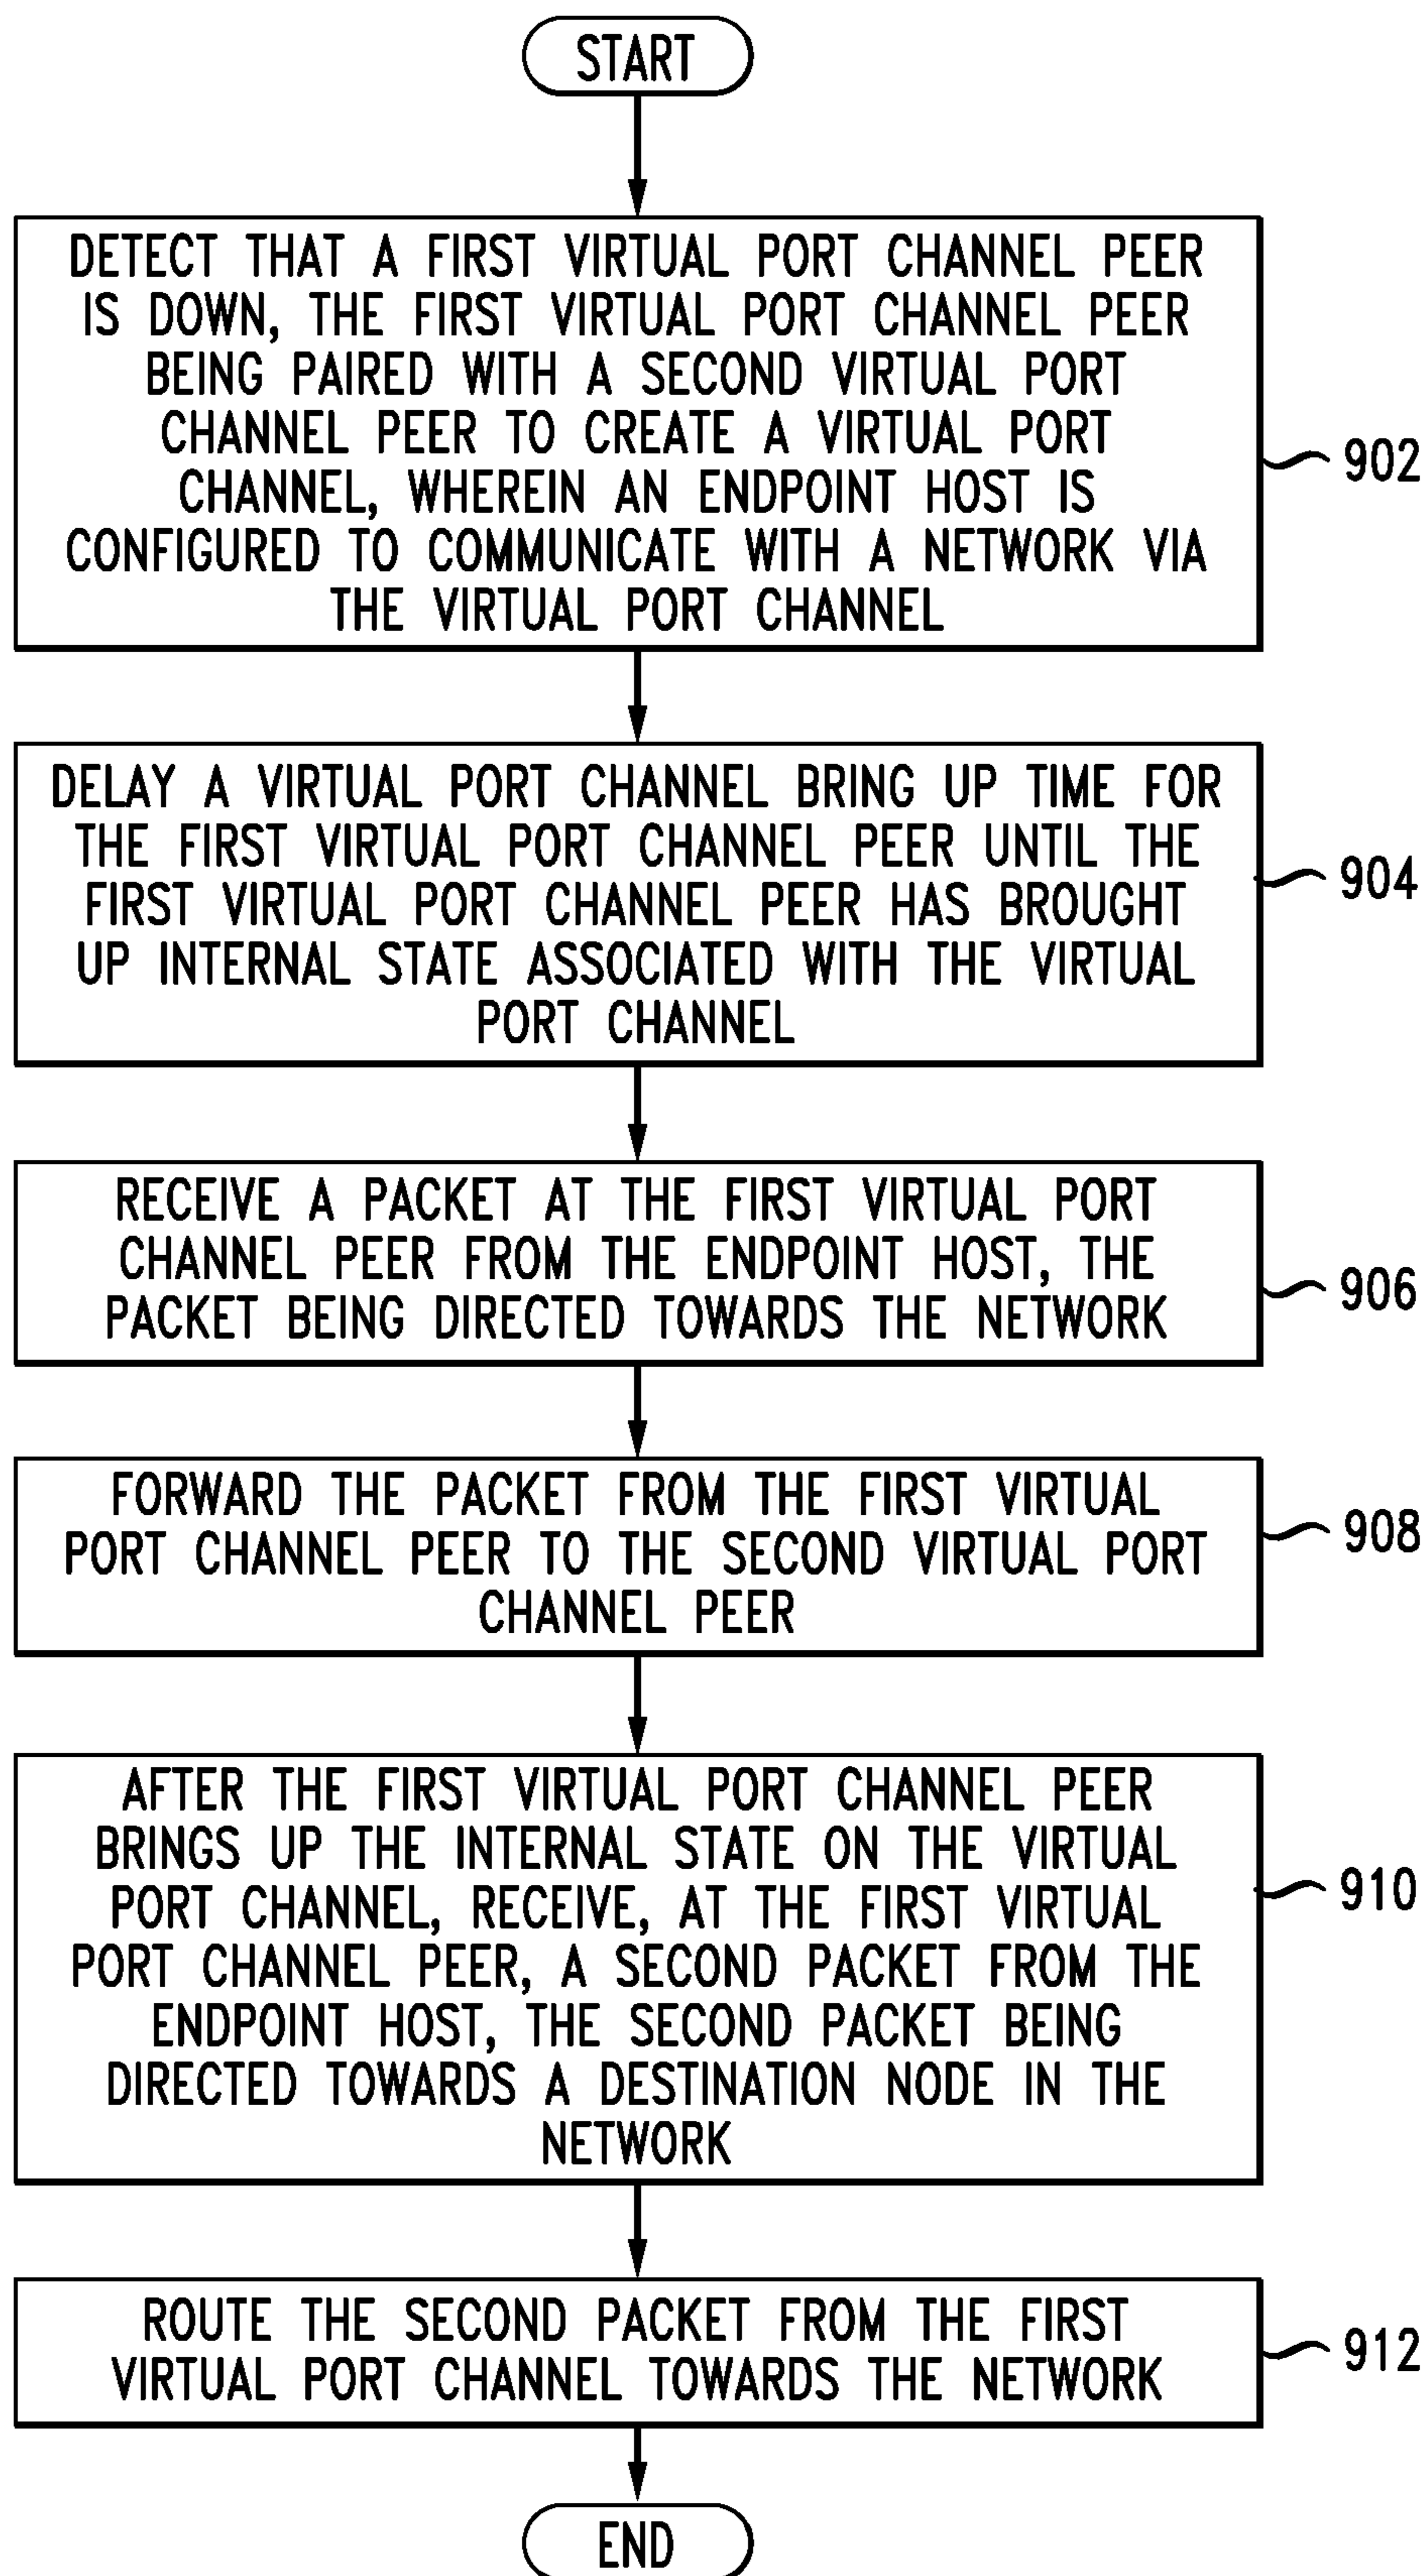 START
DETECT THAT A FIRST VIRTUAL PORT CHANNEL PEER
IS DOWN, THE FIRST VIRTUAL PORT CHANNEL PEER
BEING PAIRED WITH A SECOND VIRTUAL PORT
CHANNEL PEER TO CREATE A VIRTUAL PORT
CHANNEL, WHEREIN AN ENDPOINT HOST IS
CONFIGURED TO COMMUNICATE WITH A NETWORK VIA
THE VIRTUAL PORT CHANNEL
902
DELAY A VIRTUAL PORT CHANNEL BRING UP TIME FOR
THE FIRST VIRTUAL PORT CHANNEL PEER UNTIL THE
FIRST VIRTUAL PORT CHANNEL PEER HAS BROUGHT
UP INTERNAL STATE ASSOCIATED WITH THE VIRTUAL
PORT CHANNEL
904
RECEIVE A PACKET AT THE FIRST VIRTUAL PORT
CHANNEL PEER FROM THE ENDPOINT HOST, THE
PACKET BEING DIRECTED TOWARDS THE NETWORK
906
FORWARD THE PACKET FROM THE FIRST VIRTUAL
PORT CHANNEL PEER TO THE SECOND VIRTUAL PORT
CHANNEL PEER
908
AFTER THE FIRST VIRTUAL PORT CHANNEL PEER
BRINGS UP THE INTERNAL STATE ON THE VIRTUAL
PORT CHANNEL, RECEIVE, AT THE FIRST VIRTUAL
PORT CHANNEL PEER, A SECOND PACKET FROM THE
ENDPOINT HOST, THE SECOND PACKET BEING
DIRECTED TOWARDS A DESTINATION NODE IN THE
NETWORK
910
ROUTE THE SECOND PACKET FROM THE FIRST
VIRTUAL PORT CHANNEL TOWARDS THE NETWORK
912
END